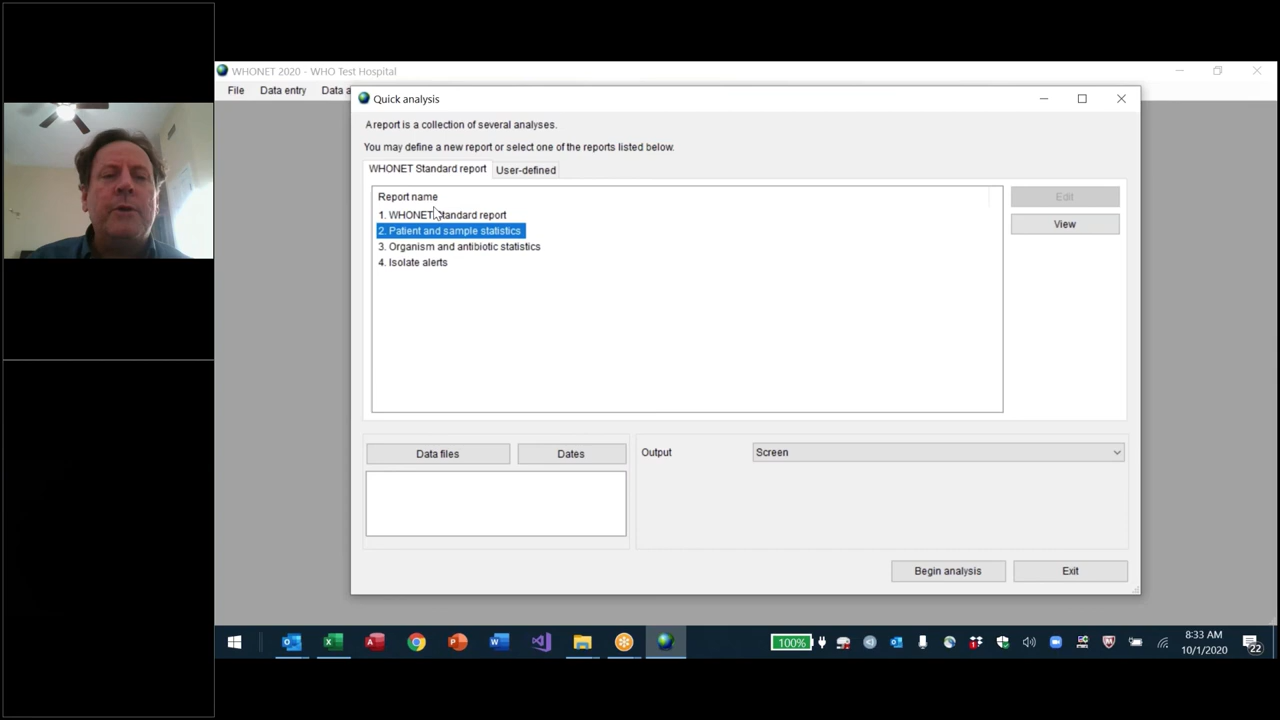 WHONET 2020 - WHO Test Hospital
File Data entry Data a
Quick analysis
A report is a collection of several analyses.
You may define a new report or select one of the reports listed below.
WHONET Standard report User-defined
Report name
1. WHONET Standard report
2. Patient and sample statistics
3. Organism and antibiotic statistics
4. Isolate alerts
Edit
View
Data files Dates
Output Screen
Begin analysis Exit
100%
8:33 AM
10/1/2020
22